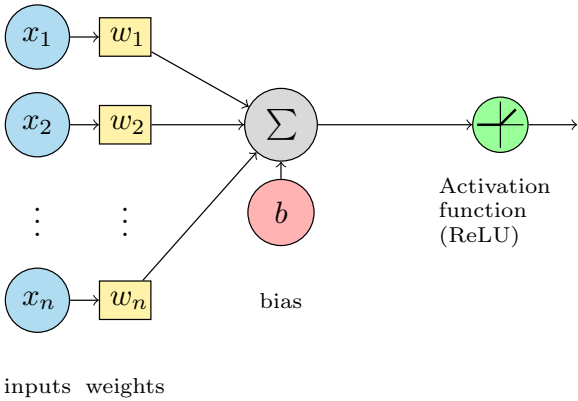 x₁ w₁
x₂ w₂ Σ
⋮ ⋮
b
Activation
function
(ReLU)
xₙ wₙ
bias
inputs weights